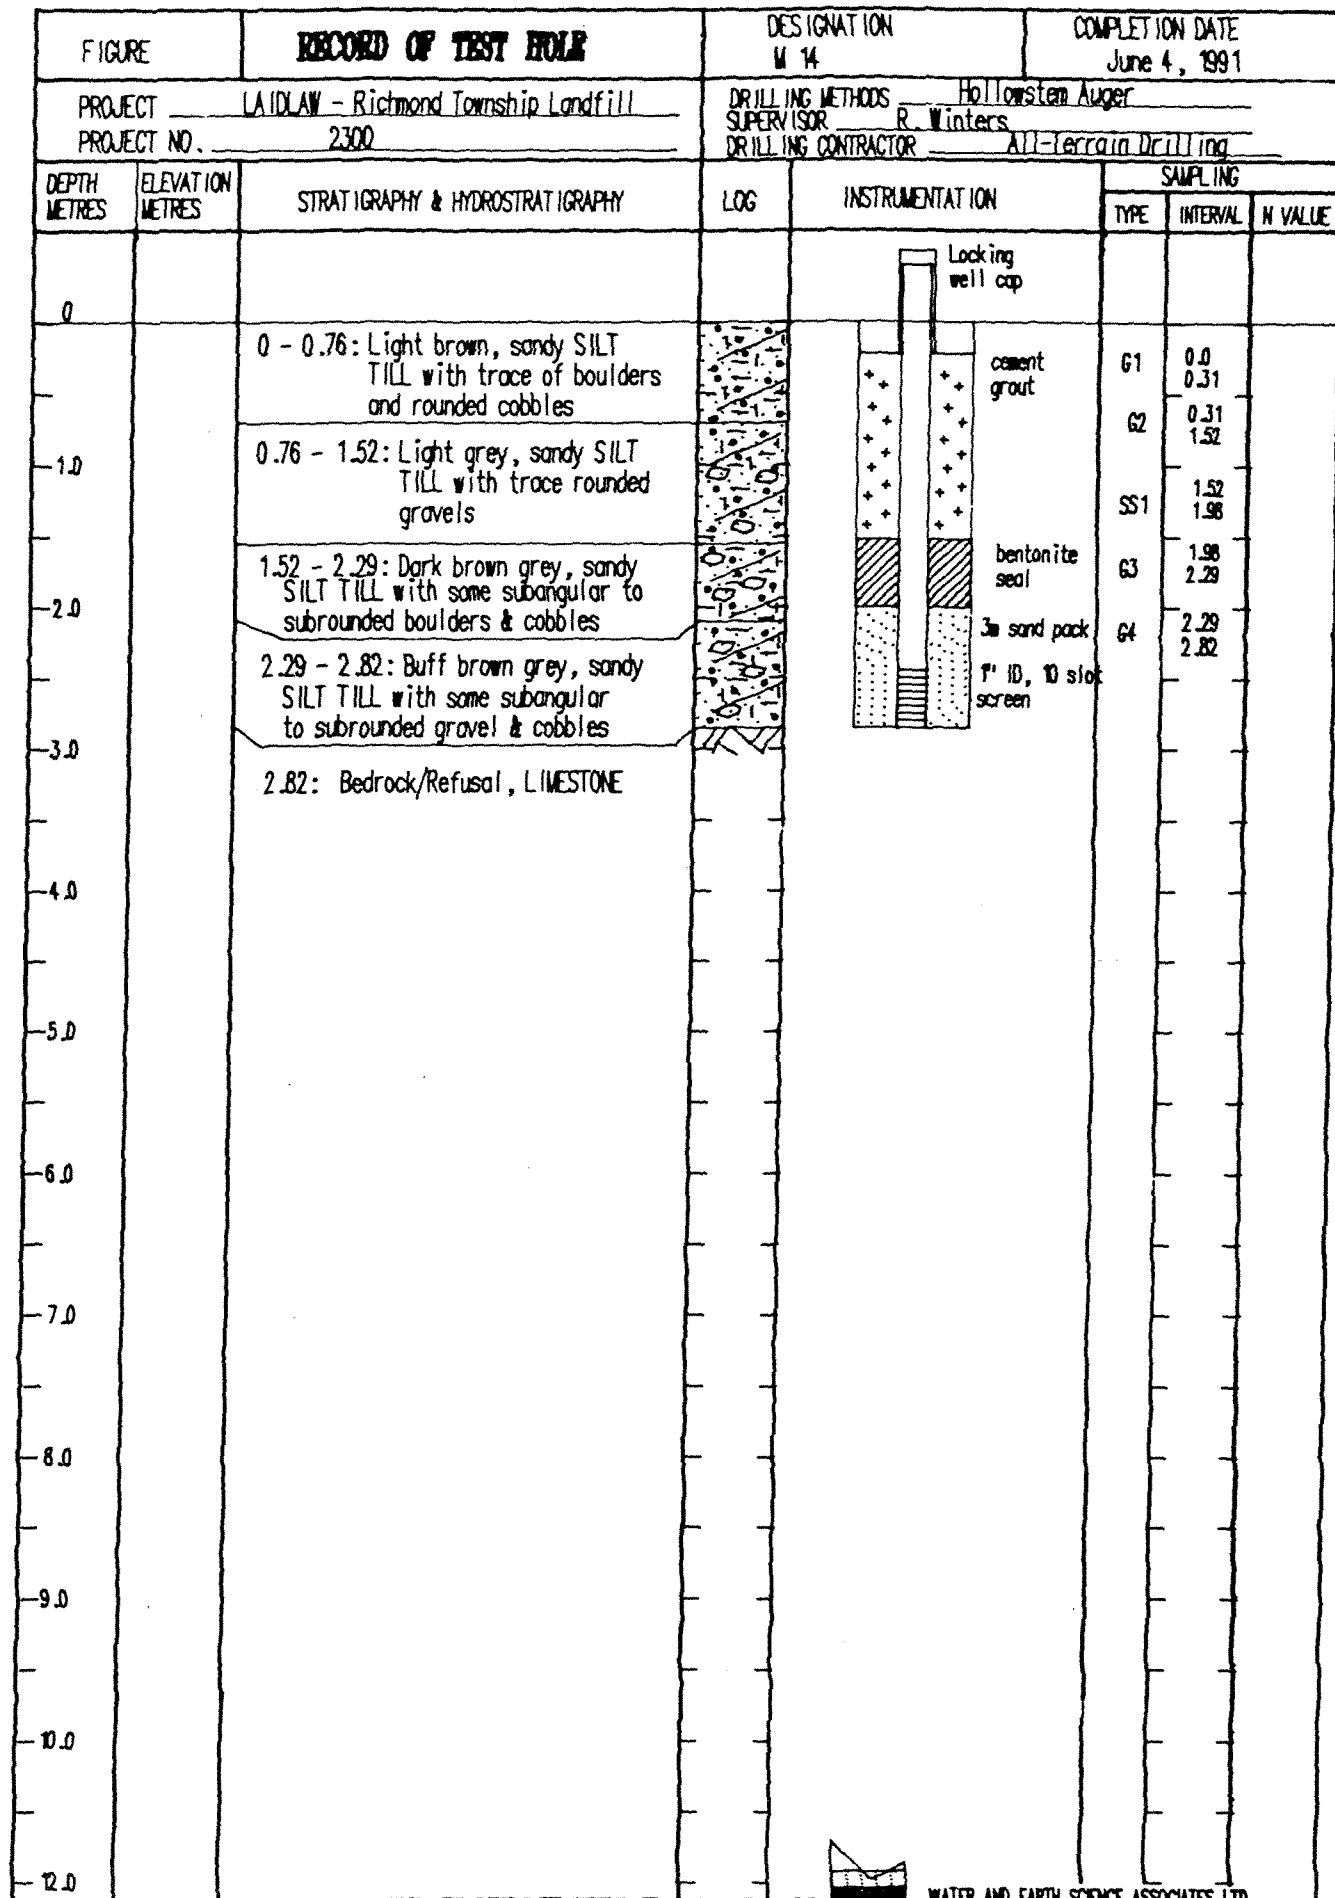 FIGURE
RECORD OF TEST HOLE
DESIGNATION
M 14
COMPLETION DATE
June 4, 1991
PROJECT LAIDLAW - Richmond Township Landfill
PROJECT NO. 2300
DRILLING METHODS Hollowstem Auger
SUPERVISOR R. Winters
DRILLING CONTRACTOR All-terrain Drilling
DEPTH METRES
ELEVATION METRES
STRATIGRAPHY & HYDROSTRATIGRAPHY
LOG
INSTRUMENTATION
SAMPLING
TYPE
INTERVAL
N VALUE
Locking
well cap
0
0 - 0.76: Light brown, sandy SILT
TILL with trace of boulders
and rounded cobbles
cement
grout
G1 0.0
0.31
G2 0.31
1.52
1.0
0.76 - 1.52: Light grey, sandy SILT
TILL with trace rounded
gravels
SS1 1.52
1.98
1.52 - 2.29: Dark brown grey, sandy
SILT TILL with some subangular to
subrounded boulders & cobbles
bentonite
seal
G3 1.98
2.29
2.0
3m sand pack
G4 2.29
2.82
2.29 - 2.82: Buff brown grey, sandy
SILT TILL with some subangular
to subrounded gravel & cobbles
1" ID, 10 slot
screen
3.0
2.82: Bedrock/Refusal, LIMESTONE
4.0
5.0
6.0
7.0
8.0
9.0
10.0
12.0
WATER AND EARTH SCIENCE ASSOCIATES LTD